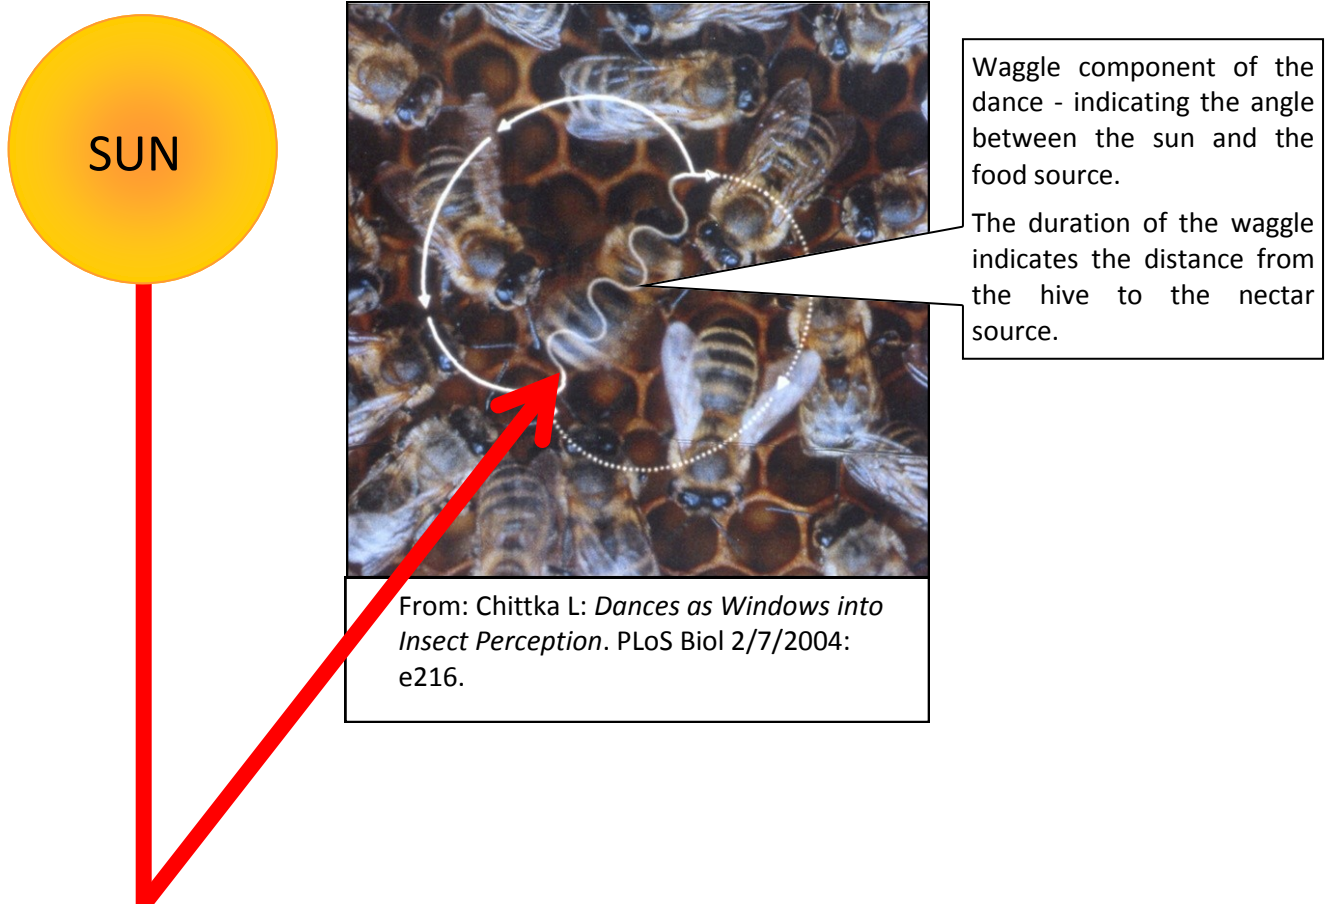 SUN
Waggle component of the
dance - indicating the angle
between the sun and the
food source.
The duration of the waggle
indicates the distance from
the hive to the nectar
source.
From: Chittka L: Dances as Windows into
Insect Perception. PLoS Biol 2/7/2004:
e216.